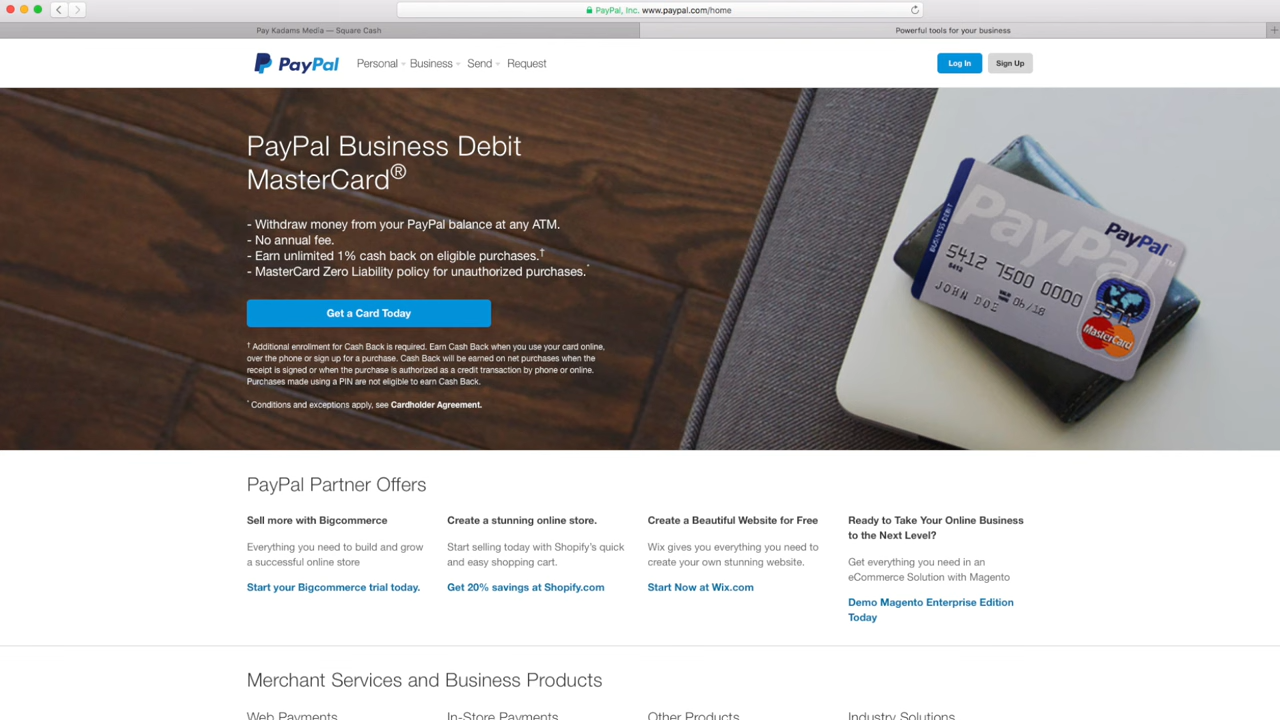 PayPal, Inc. www.paypal.com/home
Pay Kadams Media — Square Cash
Powerful tools for your business
PayPal Personal Business Send Request Log In Sign Up
PayPal Business Debit
MasterCard®
- Withdraw money from your PayPal balance at any ATM.
- No annual fee.
- Earn unlimited 1% cash back on eligible purchases.†
- MasterCard Zero Liability policy for unauthorized purchases.*
Get a Card Today
† Additional enrollment for Cash Back is required. Earn Cash Back when you use your card online,
over the phone or sign up for a purchase. Cash Back will be earned on net purchases when the
receipt is signed or when the purchase is authorized as a credit transaction by phone or online.
Purchases made using a PIN are not eligible to earn Cash Back.
* Conditions and exceptions apply, see Cardholder Agreement.
PayPal
BUSINESS DEBIT
PayPal
5412 7500 0000
5412
06/18
JOHN DOE
MasterCard
PayPal Partner Offers
Sell more with Bigcommerce
Everything you need to build and grow
a successful online store
Start your Bigcommerce trial today.
Create a stunning online store.
Start selling today with Shopify's quick
and easy shopping cart.
Get 20% savings at Shopify.com
Create a Beautiful Website for Free
Wix gives you everything you need to
create your own stunning website.
Start Now at Wix.com
Ready to Take Your Online Business
to the Next Level?
Get everything you need in an
eCommerce Solution with Magento
Demo Magento Enterprise Edition
Today
Merchant Services and Business Products
Web Payments
In-Store Payments
Other Products
Industry Solutions